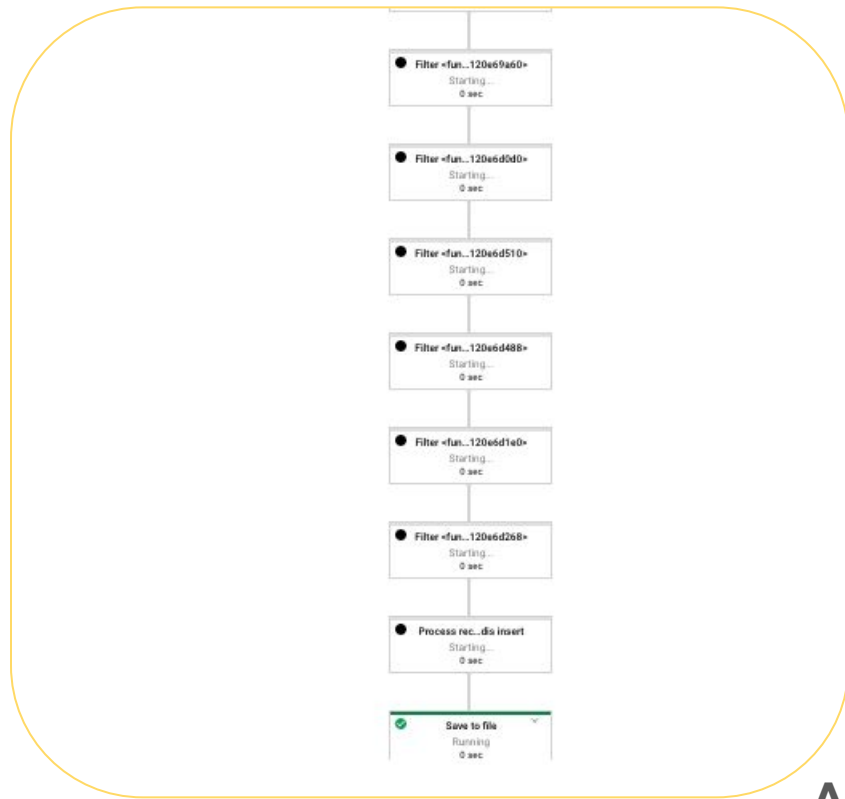 Filter <fun...120e69a60>
Starting...
0 sec
Filter <fun...120e6d0d0>
Starting...
0 sec
Filter <fun...120e6d510>
Starting...
0 sec
Filter <fun...120e6d488>
Starting...
0 sec
Filter <fun...120e6d1e0>
Starting...
0 sec
Filter <fun...120e6d268>
Starting...
0 sec
Process rec...dis insert
Starting...
0 sec
Save to file
Running
0 sec
A